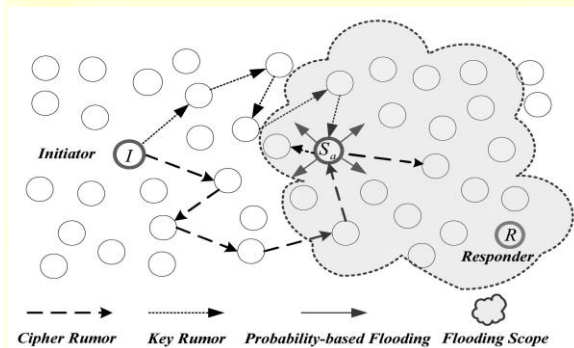 Initiator
I
Sa
R
Responder
Cipher Rumor
Key Rumor
Probability-based Flooding
Flooding Scope